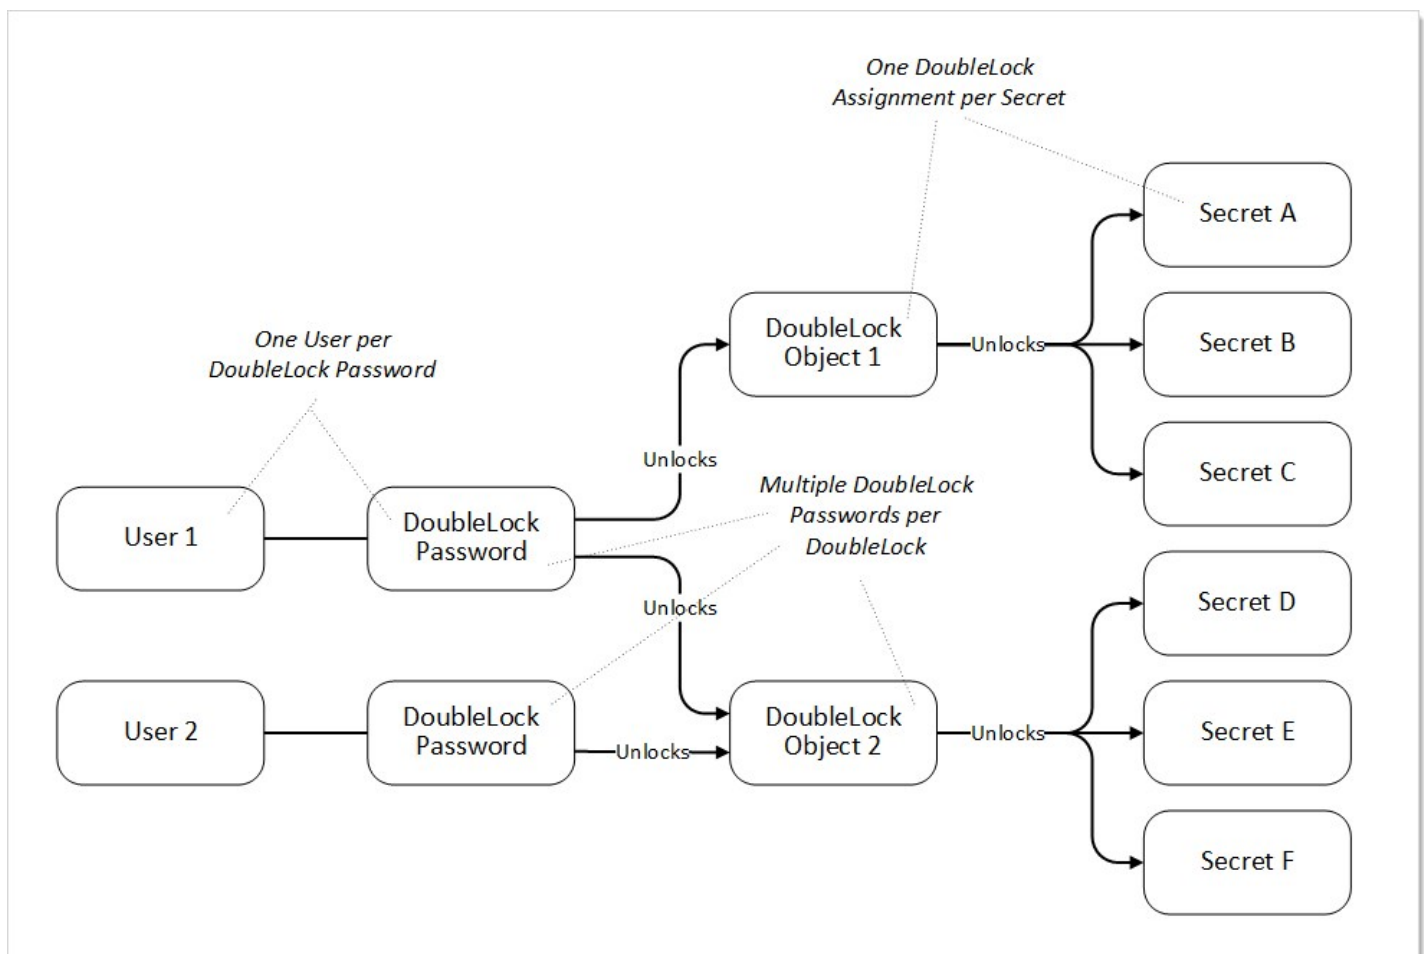 One DoubleLock
Assignment per Secret
Secret A
DoubleLock
Object 1
Unlocks
Secret B
One User per
DoubleLock Password
Secret C
Unlocks
Multiple DoubleLock
Passwords per
DoubleLock
User 1
DoubleLock
Password
Unlocks
Secret D
User 2
DoubleLock
Password
Unlocks
DoubleLock
Object 2
Unlocks
Secret E
Secret F